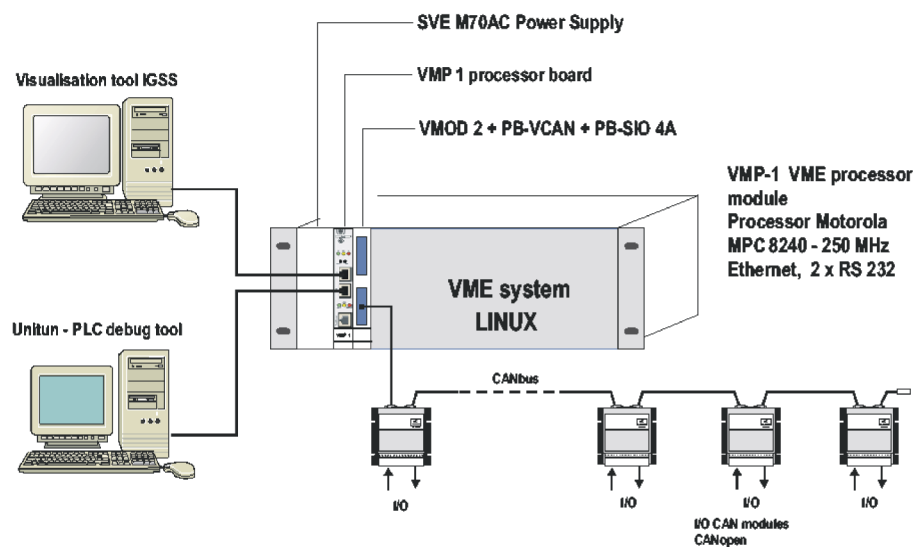 SVE M70AC Power Supply
Visualisation tool IGSS
VMP 1 processor board
VMOD 2 + PB-VCAN + PB-SIO 4A
VMP-1 VME processor
module
Processor Motorola
MPC 8240 - 250 MHz
Ethernet, 2 x RS 232
VME system
LINUX
VMP 1
Unitun - PLC debug tool
CANbus
I/O
I/O
I/O
I/O
I/O CAN modules
CANopen